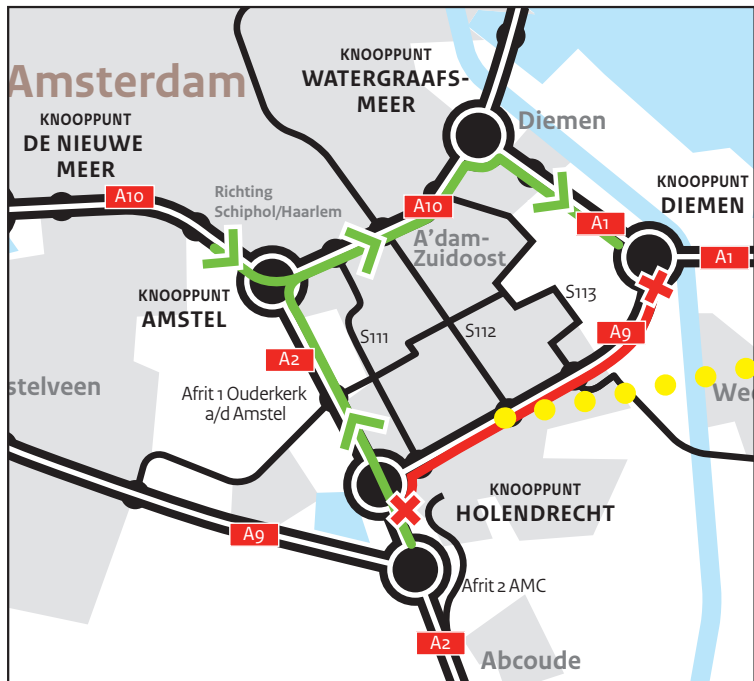 KNOOPPUNT
WATERGRAAFS-
MEER
Amsterdam
KNOOPPUNT
DE NIEUWE
MEER
Diemen
KNOOPPUNT
DIEMEN
A10
Richting
Schiphol/Haarlem
A10
A1
A1
A'dam-
Zuidoost
KNOOPPUNT
AMSTEL
S113
S111
S112
A9
A2
stelveen
Afrit 1 Ouderkerk
a/d Amstel
Wee
KNOOPPUNT
HOLENDRECHT
A9
Afrit 2 AMC
A2
Abcoude